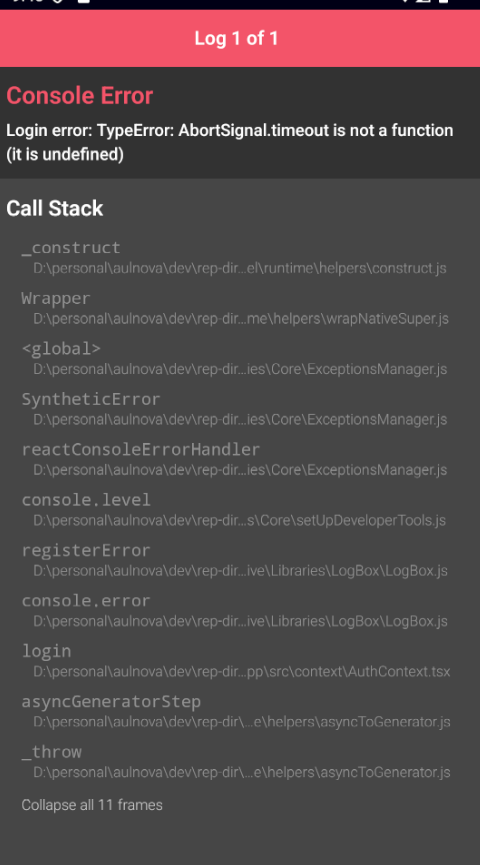 Log 1 of 1
Console Error
Login error: TypeError: AbortSignal.timeout is not a function
(it is undefined)
Call Stack
_construct
D:\personal\aulnova\dev\rep-dir...el\runtime\helpers\construct.js
Wrapper
D:\personal\aulnova\dev\rep-dir...me\helpers\wrapNativeSuper.js
<global>
D:\personal\aulnova\dev\rep-dir...ies\Core\ExceptionsManager.js
SyntheticError
D:\personal\aulnova\dev\rep-dir...ies\Core\ExceptionsManager.js
reactConsoleErrorHandler
D:\personal\aulnova\dev\rep-dir...ies\Core\ExceptionsManager.js
console.level
D:\personal\aulnova\dev\rep-dir...s\Core\setUpDeveloperTools.js
registerError
D:\personal\aulnova\dev\rep-dir...ive\Libraries\LogBox\LogBox.js
console.error
D:\personal\aulnova\dev\rep-dir...ive\Libraries\LogBox\LogBox.js
login
D:\personal\aulnova\dev\rep-dir...pp\src\context\AuthContext.tsx
asyncGeneratorStep
D:\personal\aulnova\dev\rep-dir\...e\helpers\asyncToGenerator.js
_throw
D:\personal\aulnova\dev\rep-dir\...e\helpers\asyncToGenerator.js
Collapse all 11 frames